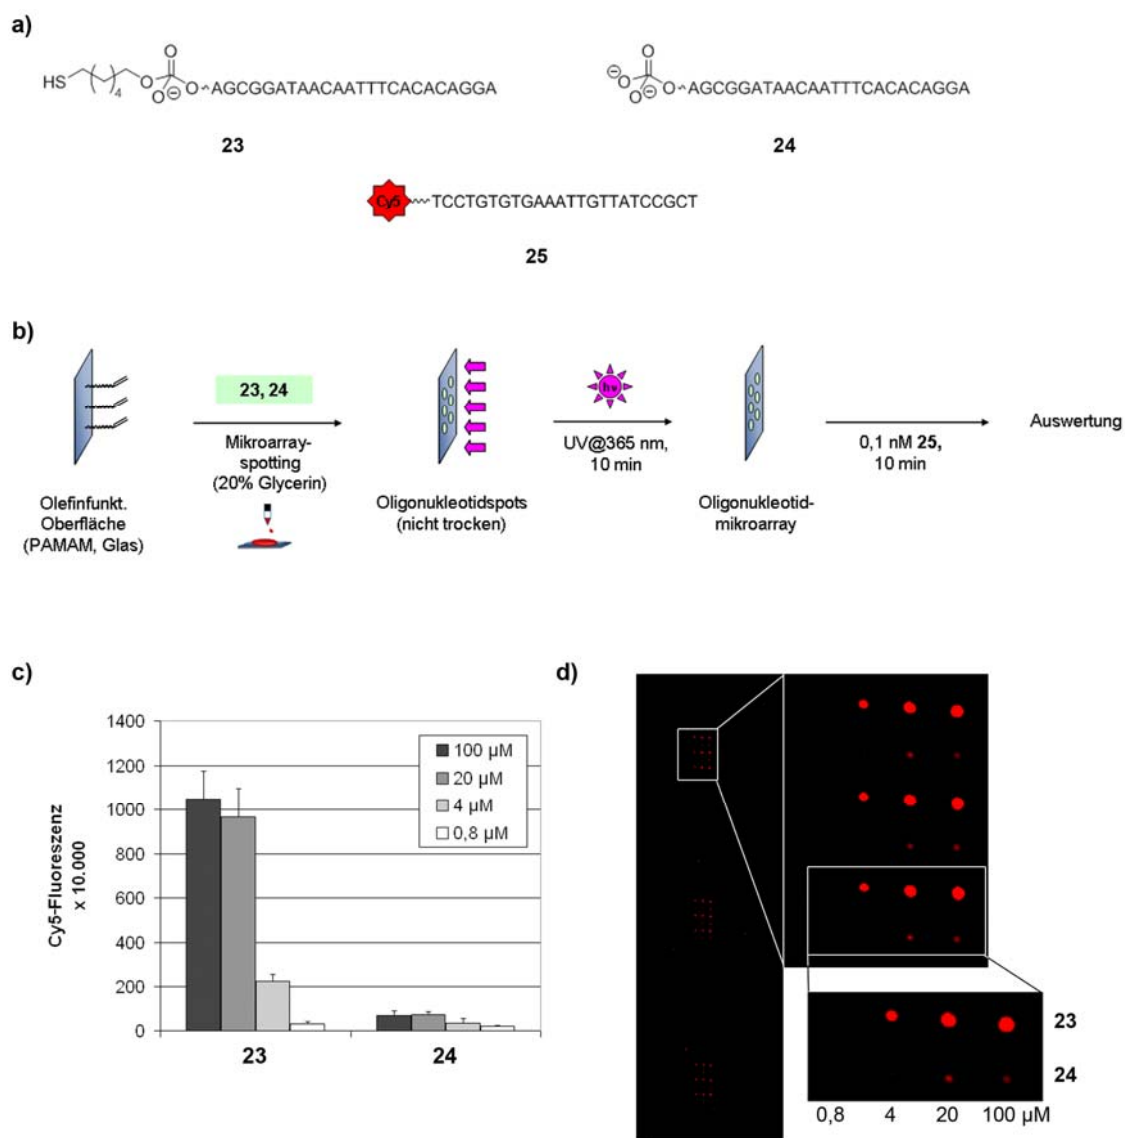 a)
HS
4
O
O
O
O
⊖
AGCGGATAACAATTTCACACAGGA
23
⊖
O
O
O
O
⊖
AGCGGATAACAATTTCACACAGGA
24
Cy5
TCCTGTGTGAAATTGTTATCCGCT
25
b)
Olefinfunkt.
Oberfläche
(PAMAM, Glas)
23, 24
Mikroarray-
spotting
(20% Glycerin)
Oligonukleotidspots
(nicht trocken)
hν
UV@365 nm,
10 min
Oligonukleotid-
mikroarray
0,1 nM 25,
10 min
Auswertung
c)
Cy5-Fluoreszenz
x 10.000
1400
1200
1000
800
600
400
200
0
100 µM
20 µM
4 µM
0,8 µM
23
24
d)
23
24
0,8 4 20 100 µM